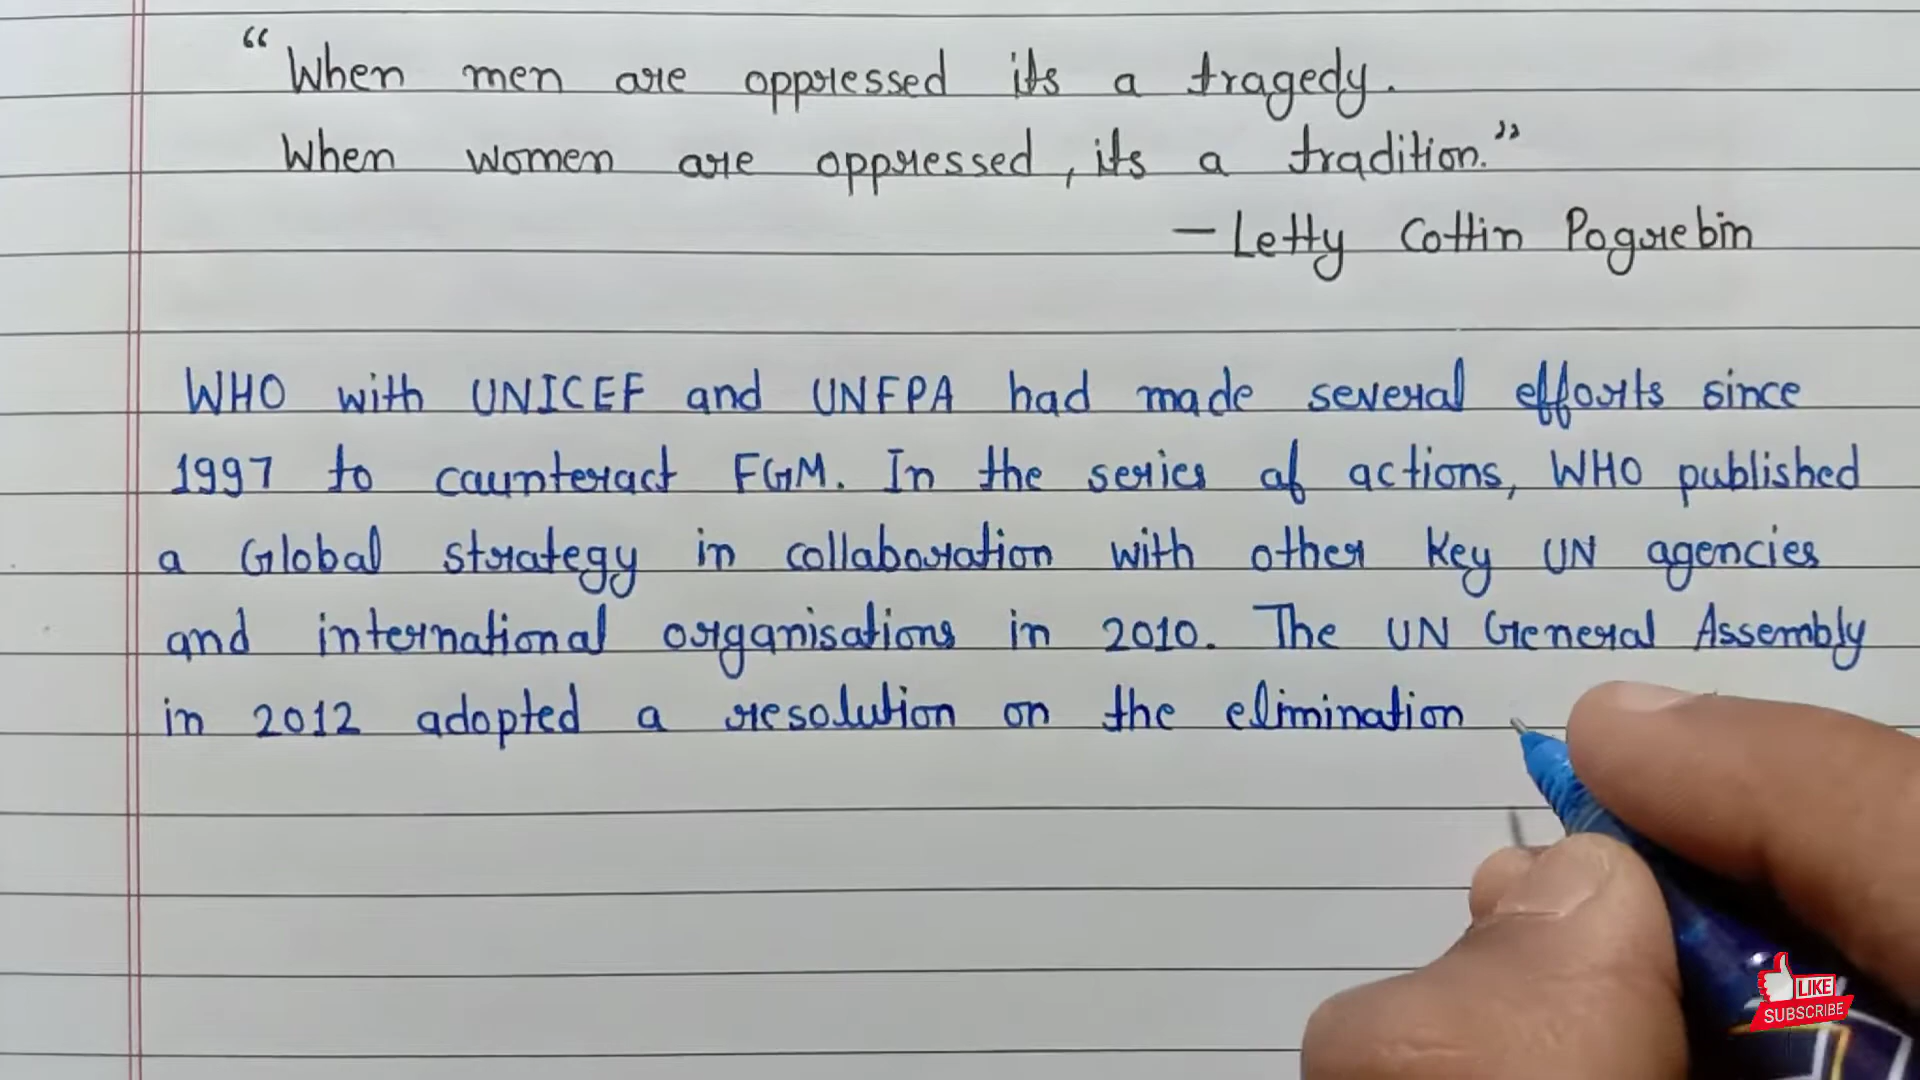 “When men are oppressed its a tragedy.
When women are oppressed, its a tradition.”
– Letty Cottin Pogrebin
WHO with UNICEF and UNFPA had made several efforts since
1997 to counteract FGM. In the series of actions, WHO published
a Global strategy in collaboration with other key UN agencies
and international organisations in 2010. The UN General Assembly
in 2012 adopted a resolution on the elimination
LIKE
SUBSCRIBE